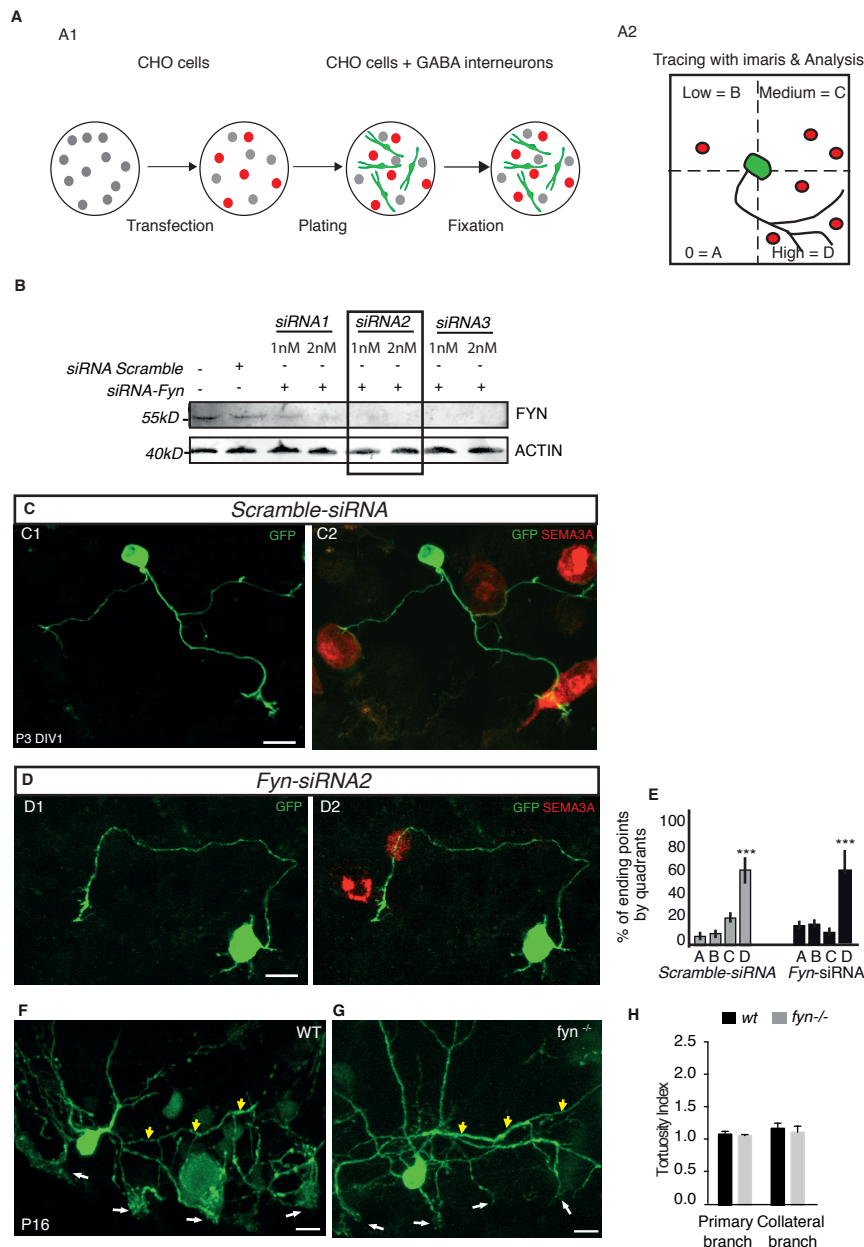 A
A1
A2
CHO cells
CHO cells + GABA interneurons
Tracing with imaris & Analysis
Low = B
Medium = C
0 = A
High = D
Transfection
Plating
Fixation
B
siRNA1 siRNA2 siRNA3
1nM 2nM 1nM 2nM 1nM 2nM
siRNA Scramble - + - - - - - -
siRNA-Fyn - - + + + + + +
55kD
FYN
40kD
ACTIN
C Scramble-siRNA
C1 GFP
P3 DIV1
C2 GFP SEMA3A
D Fyn-siRNA2
D1 GFP
D2 GFP SEMA3A
E
% of ending points
by quadrants
100
80
60
40
20
0
***
***
A B C D A B C D
Scramble-siRNA Fyn-siRNA
F WT
P16
G fyn -/-
H
wt fyn-/-
Tortuosity Index
2.5
2.0
1.5
1.0
0.5
0.0
Primary Collateral
branch branch